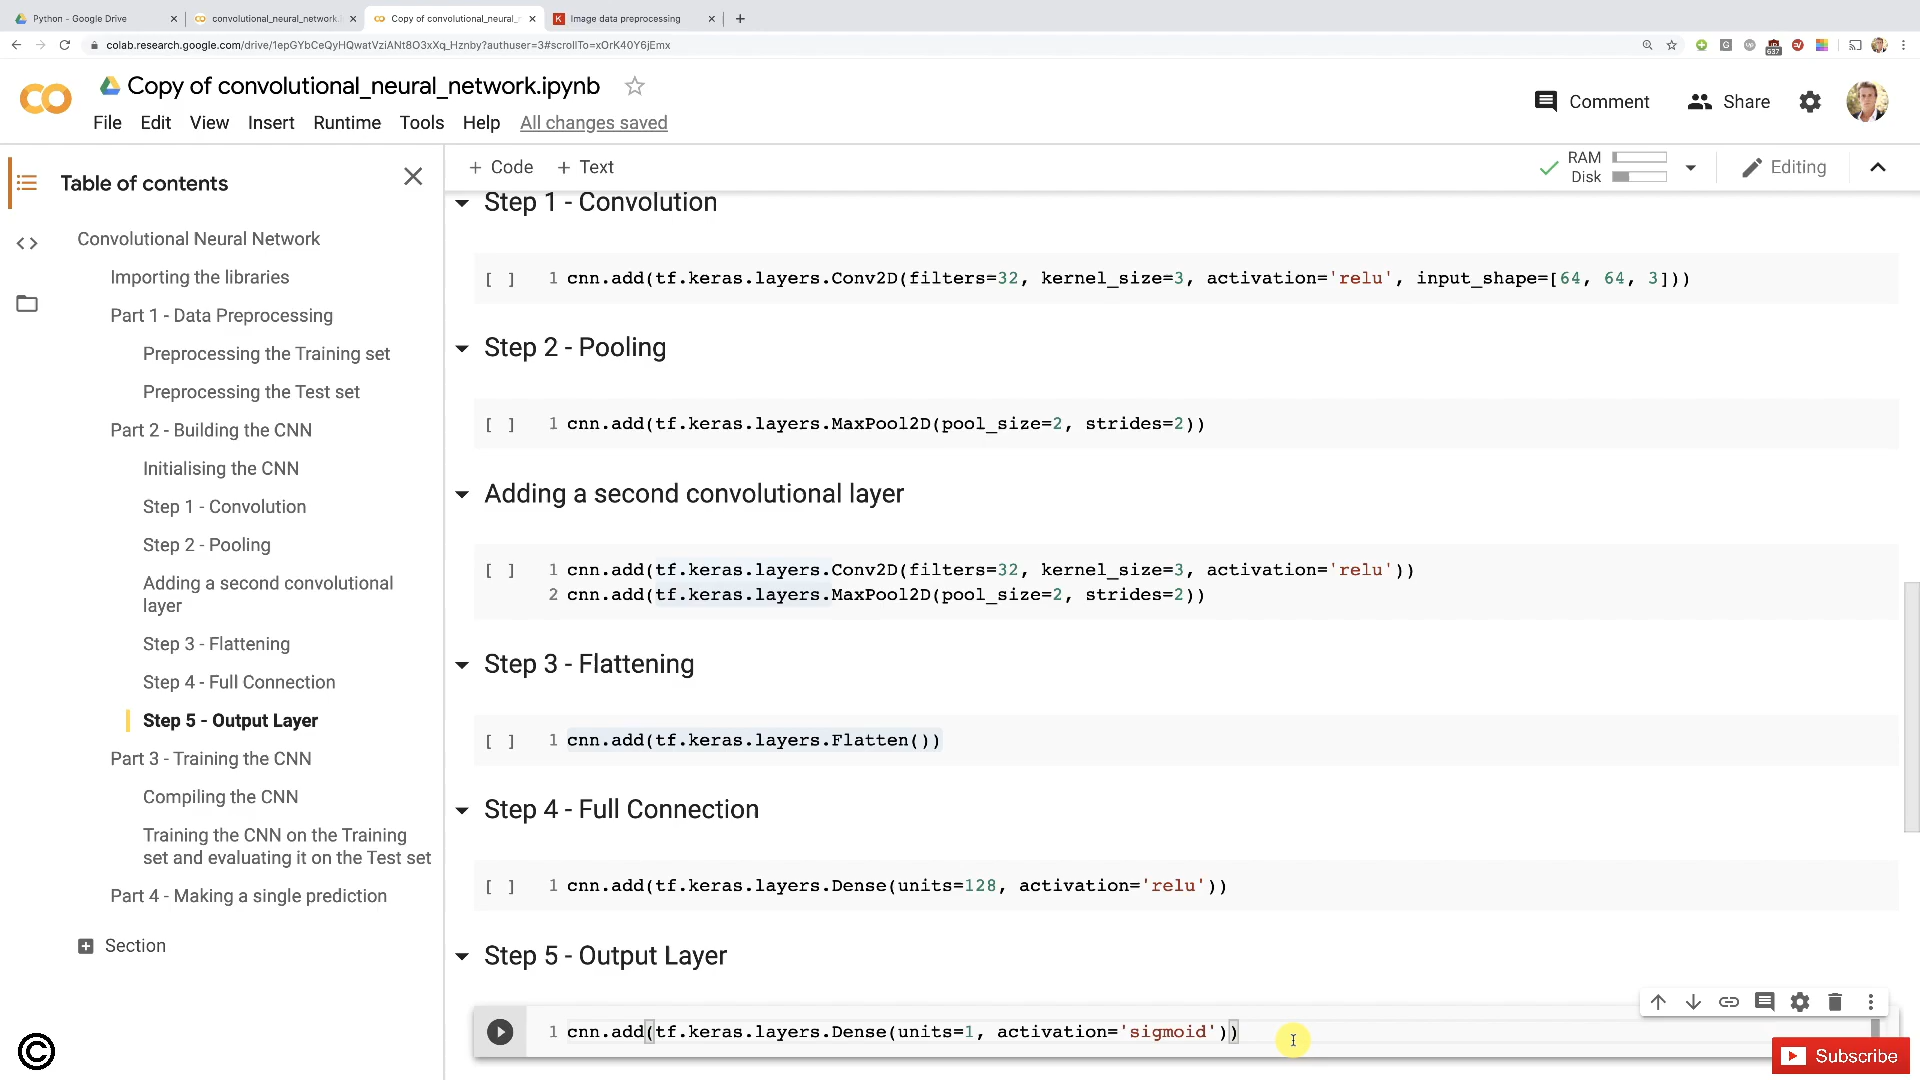 Python - Google Drive
convolutional_neural_network.
Copy of convolutional_neural_
Image data preprocessing
colab.research.google.com/drive/1epGYbCeQyHQwatVziANt8O3xXq_Hznby?authuser=3#scrollTo=xOrK40Y6jEmx
Copy of convolutional_neural_network.ipynb
Comment
Share
File Edit View Insert Runtime Tools Help All changes saved
Table of contents
+ Code + Text
RAM
Disk
Editing
Convolutional Neural Network
Importing the libraries
Part 1 - Data Preprocessing
Preprocessing the Training set
Preprocessing the Test set
Part 2 - Building the CNN
Initialising the CNN
Step 1 - Convolution
Step 2 - Pooling
Adding a second convolutional
layer
Step 3 - Flattening
Step 4 - Full Connection
Step 5 - Output Layer
Part 3 - Training the CNN
Compiling the CNN
Training the CNN on the Training
set and evaluating it on the Test set
Part 4 - Making a single prediction
Section
Step 1 - Convolution
[ ] 1 cnn.add(tf.keras.layers.Conv2D(filters=32, kernel_size=3, activation='relu', input_shape=[64, 64, 3]))
Step 2 - Pooling
[ ] 1 cnn.add(tf.keras.layers.MaxPool2D(pool_size=2, strides=2))
Adding a second convolutional layer
[ ] 1 cnn.add(tf.keras.layers.Conv2D(filters=32, kernel_size=3, activation='relu'))
2 cnn.add(tf.keras.layers.MaxPool2D(pool_size=2, strides=2))
Step 3 - Flattening
[ ] 1 cnn.add(tf.keras.layers.Flatten())
Step 4 - Full Connection
[ ] 1 cnn.add(tf.keras.layers.Dense(units=128, activation='relu'))
Step 5 - Output Layer
1 cnn.add(tf.keras.layers.Dense(units=1, activation='sigmoid'))
©
Subscribe